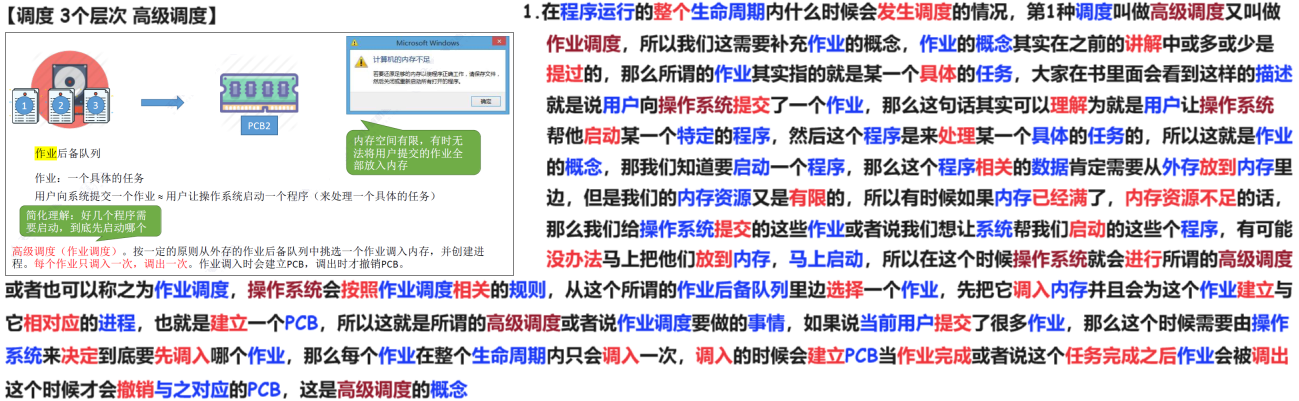 【调度 3个层次 高级调度】
Microsoft Windows
计算机的内存不足
若要还原足够的内存以使程序正确工作，请保存文件，
然后关闭或重新启动所有打开的程序。
确定
1
2
3
PCB2
内存空间有限，有时无
法将用户提交的作业全
部放入内存
作业后备队列
作业：一个具体的任务
用户向系统提交一个作业 ≈ 用户让操作系统启动一个程序（来处理一个具体的任务）
简化理解：好几个程序需
要启动，到底先启动哪个
高级调度（作业调度）。按一定的原则从外存的作业后备队列中挑选一个作业调入内存，并创建进
程。每个作业只调入一次，调出一次。作业调入时会建立PCB，调出时才撤销PCB。
1.在程序运行的整个生命周期内什么时候会发生调度的情况，第1种调度叫做高级调度又叫做
作业调度，所以我们这需要补充作业的概念，作业的概念其实在之前的讲解中或多或少是
提过的，那么所谓的作业其实指的就是某一个具体的任务，大家在书里面会看到这样的描述
就是说用户向操作系统提交了一个作业，那么这句话其实可以理解为就是用户让操作系统
帮他启动某一个特定的程序，然后这个程序是来处理某一个具体的任务的，所以这就是作业
的概念，那我们知道要启动一个程序，那么这个程序相关的数据肯定需要从外存放到内存里
边，但是我们的内存资源又是有限的，所以有时候如果内存已经满了，内存资源不足的话，
那么我们给操作系统提交的这些作业或者说我们想让系统帮我们启动的这些个程序，有可能
没办法马上把他们放到内存，马上启动，所以在这个时候操作系统就会进行所谓的高级调度
或者也可以称之为作业调度，操作系统会按照作业调度相关的规则，从这个所谓的作业后备队列里边选择一个作业，先把它调入内存并且会为这个作业建立与
它相对应的进程，也就是建立一个PCB，所以这就是所谓的高级调度或者说作业调度要做的事情，如果说当前用户提交了很多作业，那么这个时候需要由操作
系统来决定到底要先调入哪个作业，那么每个作业在整个生命周期内只会调入一次，调入的时候会建立PCB当作业完成或者说这个任务完成之后作业会被调出
这个时候才会撤销与之对应的PCB，这是高级调度的概念